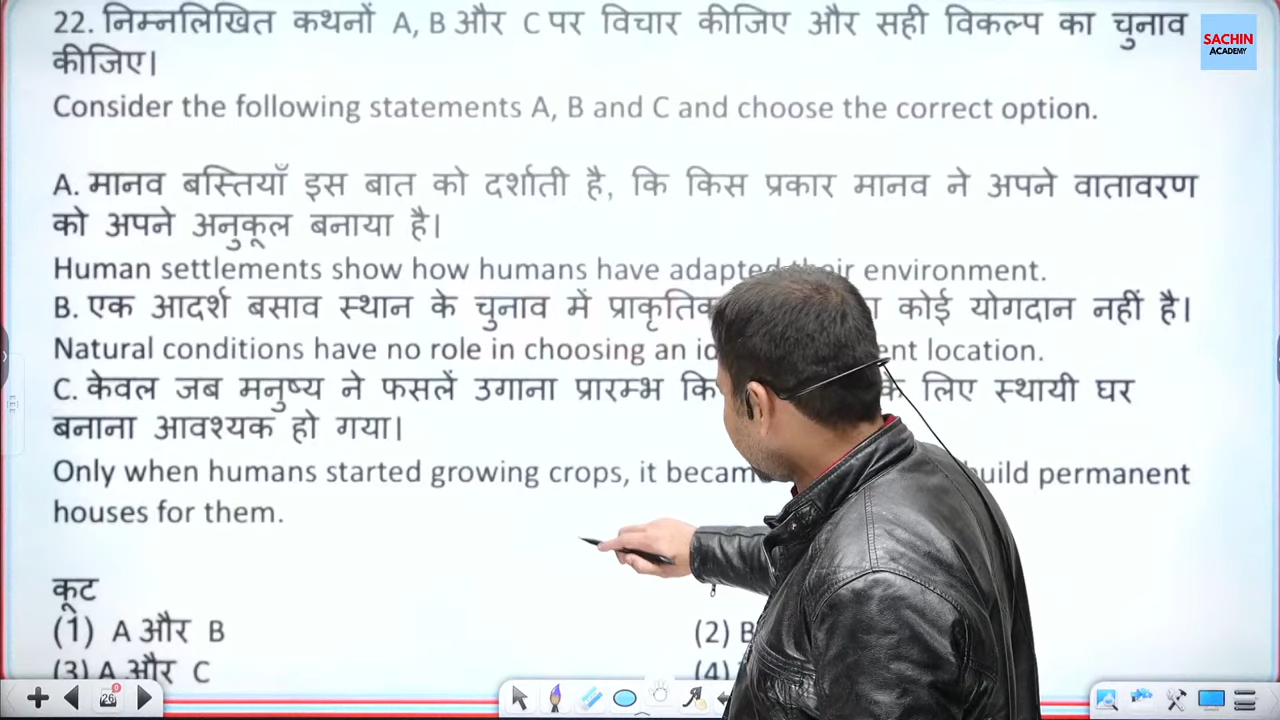 22. निम्नलिखित कथनों A, B और C पर विचार कीजिए और सही विकल्प का चुनाव
कीजिए।
SACHIN
ACADEMY
Consider the following statements A, B and C and choose the correct option.
A. मानव बस्तियाँ इस बात को दर्शाती है, कि किस प्रकार मानव ने अपने वातावरण
को अपने अनुकूल बनाया है।
Human settlements show how humans have adapted their environment.
B. एक आदर्श बसाव स्थान के चुनाव में प्राकृतिक कोई योगदान नहीं है।
Natural conditions have no role in choosing an location.
C. केवल जब मनुष्य ने फसलें उगाना प्रारम्भ के लिए स्थायी घर
बनाना आवश्यक हो गया।
Only when humans started growing crops, it build permanent
houses for them.
कूट
(1) A और B
(2) B
(3) A और C
(4)
26